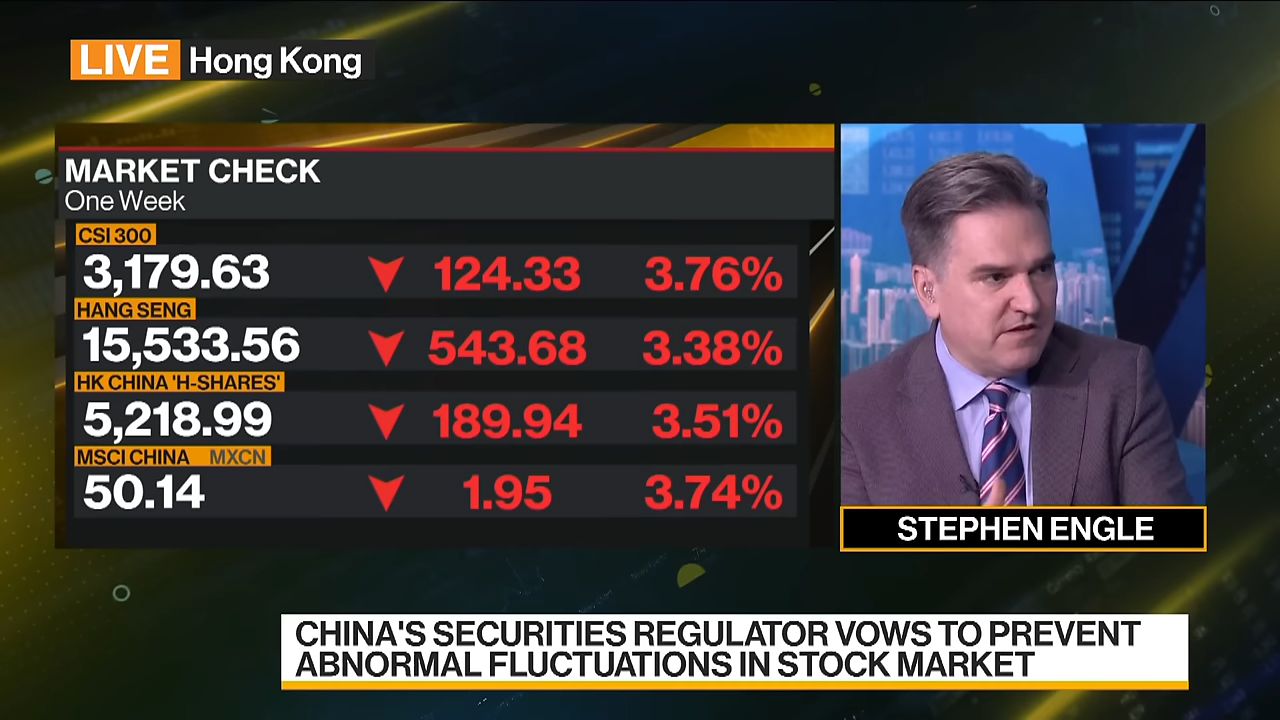 LIVE Hong Kong
MARKET CHECK
One Week
CSI 300
3,179.63 124.33 3.76%
HANG SENG
15,533.56 543.68 3.38%
HK CHINA 'H-SHARES'
5,218.99 189.94 3.51%
MSCI CHINA MXCN
50.14 1.95 3.74%
STEPHEN ENGLE
CHINA'S SECURITIES REGULATOR VOWS TO PREVENT
ABNORMAL FLUCTUATIONS IN STOCK MARKET